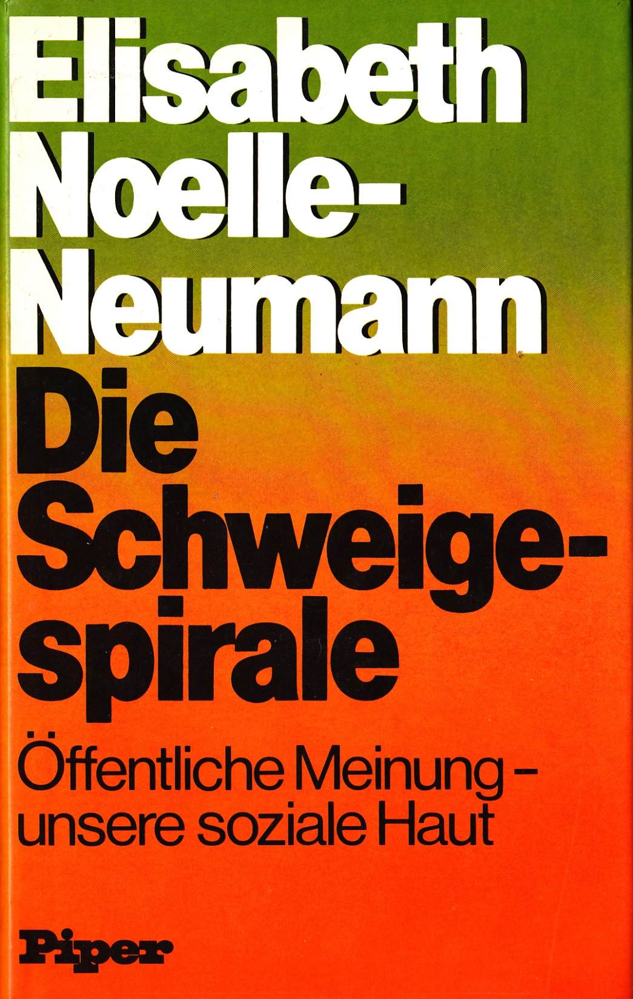 Elisabeth
Noelle-
Neumann
Die
Schweige-
spirale
Öffentliche Meinung –
unsere soziale Haut
Piper